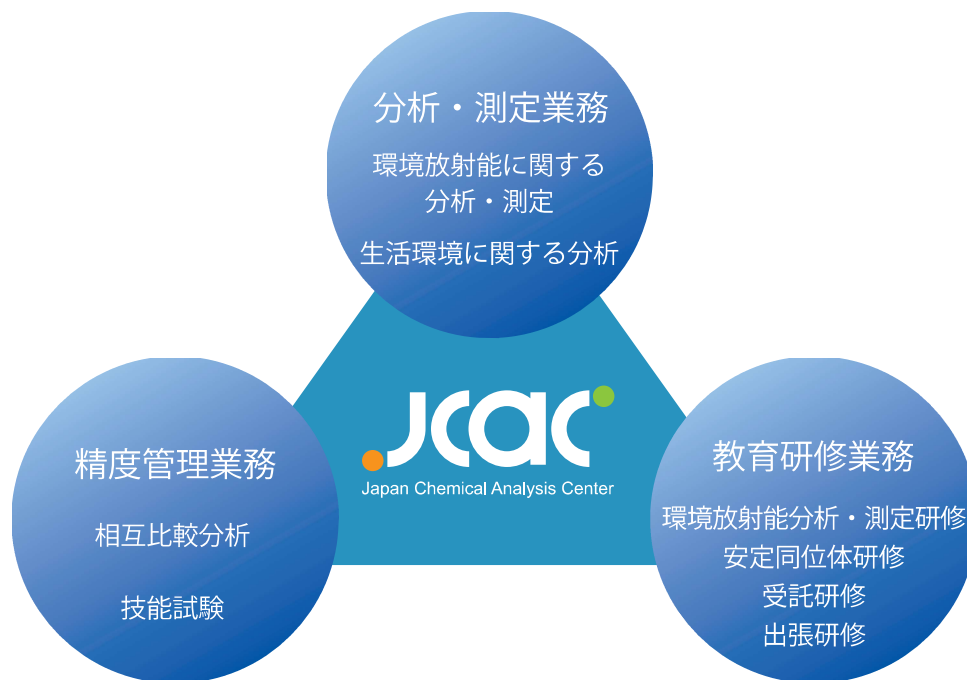 分析・測定業務
環境放射能に関する
分析・測定
生活環境に関する分析
JCAC
Japan Chemical Analysis Center
精度管理業務
相互比較分析
技能試験
教育研修業務
環境放射能分析・測定研修
安定同位体研修
受託研修
出張研修